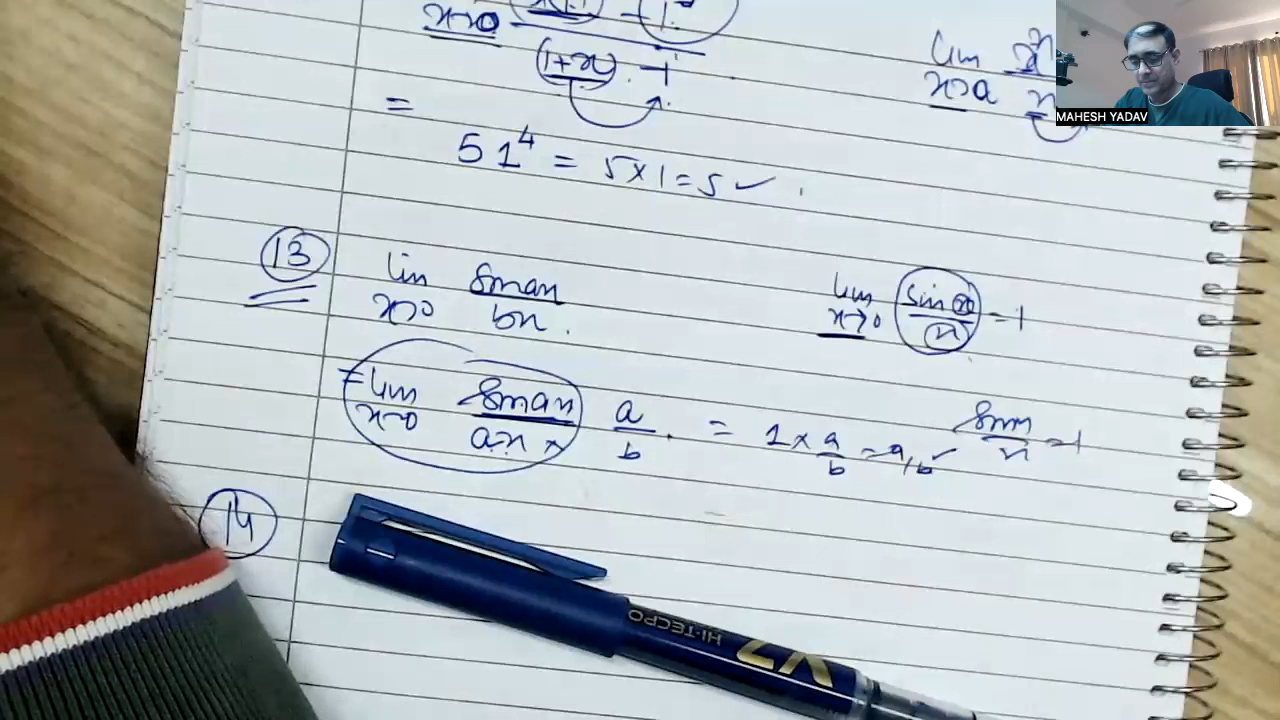 x→0
(1+x) - 1
lim
x→a
MAHESH YADAV
=
5 1⁴ = 5×1 = 5 ✓ .
(13) lim sin ax
x→0 bx .
lim sin x = 1
x→0 x
= lim sin ax a
x→0 ax × b . = 1 × a/b = a/b ✓
sin x = 1
x
(14)
HI-TECPO V7